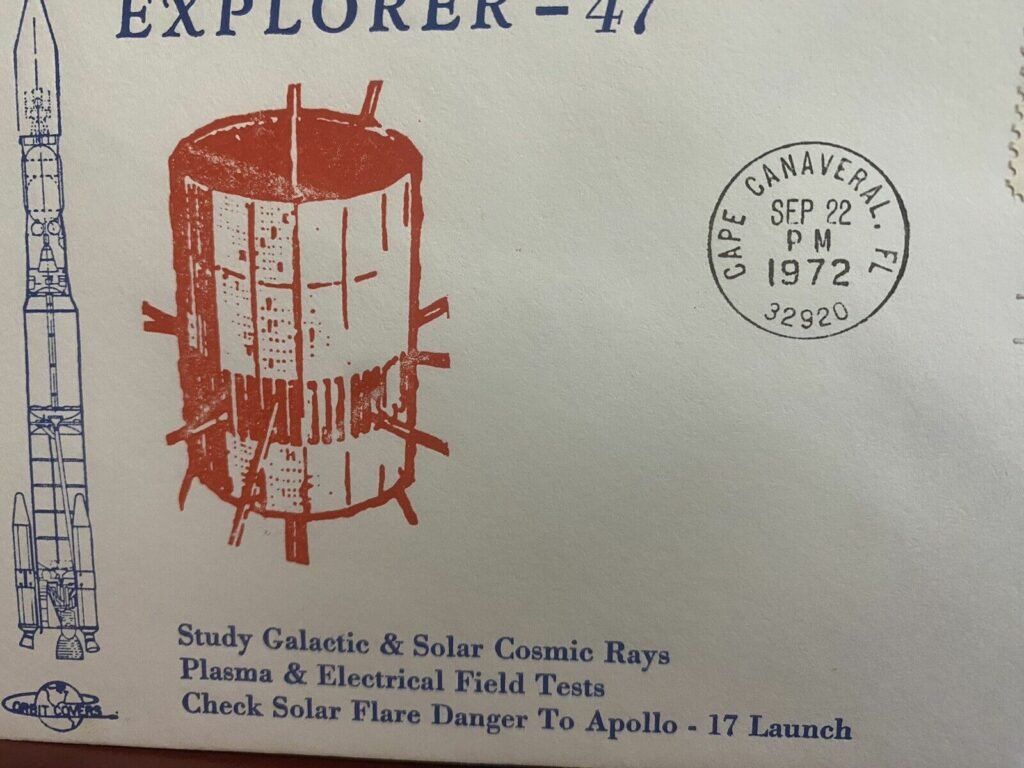 EXPLORER - 47
CAPE CANAVERAL. FL
SEP 22
PM
1972
32920
Study Galactic & Solar Cosmic Rays
Plasma & Electrical Field Tests
Check Solar Flare Danger To Apollo - 17 Launch
ORBIT COVERS